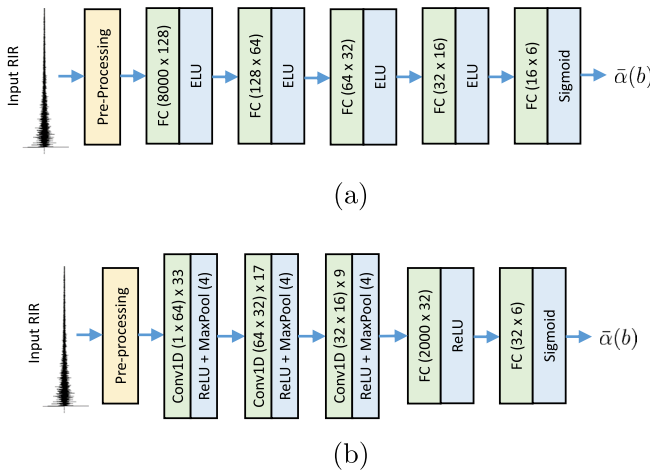 Input RIR
Pre-Processing
FC (8000 x 128)
ELU
FC (128 x 64)
ELU
FC (64 x 32)
ELU
FC (32 x 16)
ELU
FC (16 x 6)
Sigmoid
ᾱ(b)
(a)
Input RIR
Pre-processing
Conv1D (1 x 64) x 33
ReLU + MaxPool (4)
Conv1D (64 x 32) x 17
ReLU + MaxPool (4)
Conv1D (32 x 16) x 9
ReLU + MaxPool (4)
FC (2000 x 32)
ReLU
FC (32 x 6)
Sigmoid
ᾱ(b)
(b)